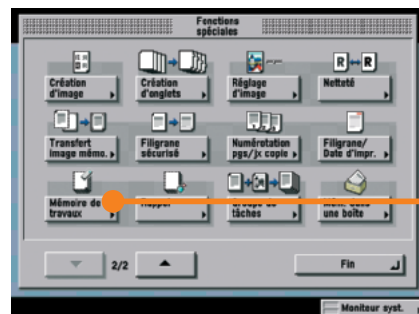 Fonctions
spéciales
R R
Création
d'image
Création
d'onglets
Réglage
d'image
Netteté
Transfert
image mémo.
Filigrane
sécurisé
Numérotation
pgs/jx copie
Filigrane/
Date d'impr.
Mémoire de
travaux
tâches
une boîte
2/2
Fin
Moniteur syst.